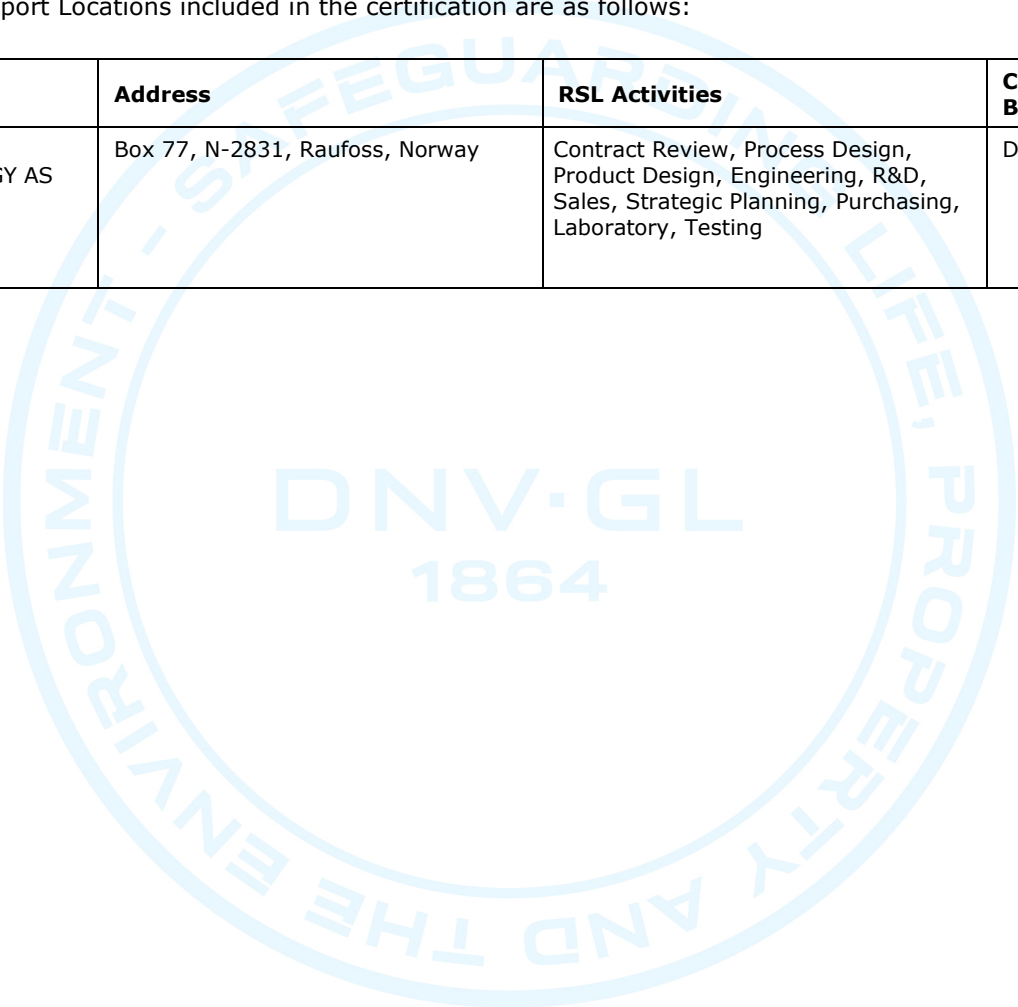 port Locations included in the certification are as follows:
Address RSL Activities C
B
GY AS Box 77, N-2831, Raufoss, Norway Contract Review, Process Design, D
Product Design, Engineering, R&D,
Sales, Strategic Planning, Purchasing,
Laboratory, Testing
SAFEGUARDING LIFE, PROPERTY AND THE ENVIRONMENT -
DNV·GL
1864